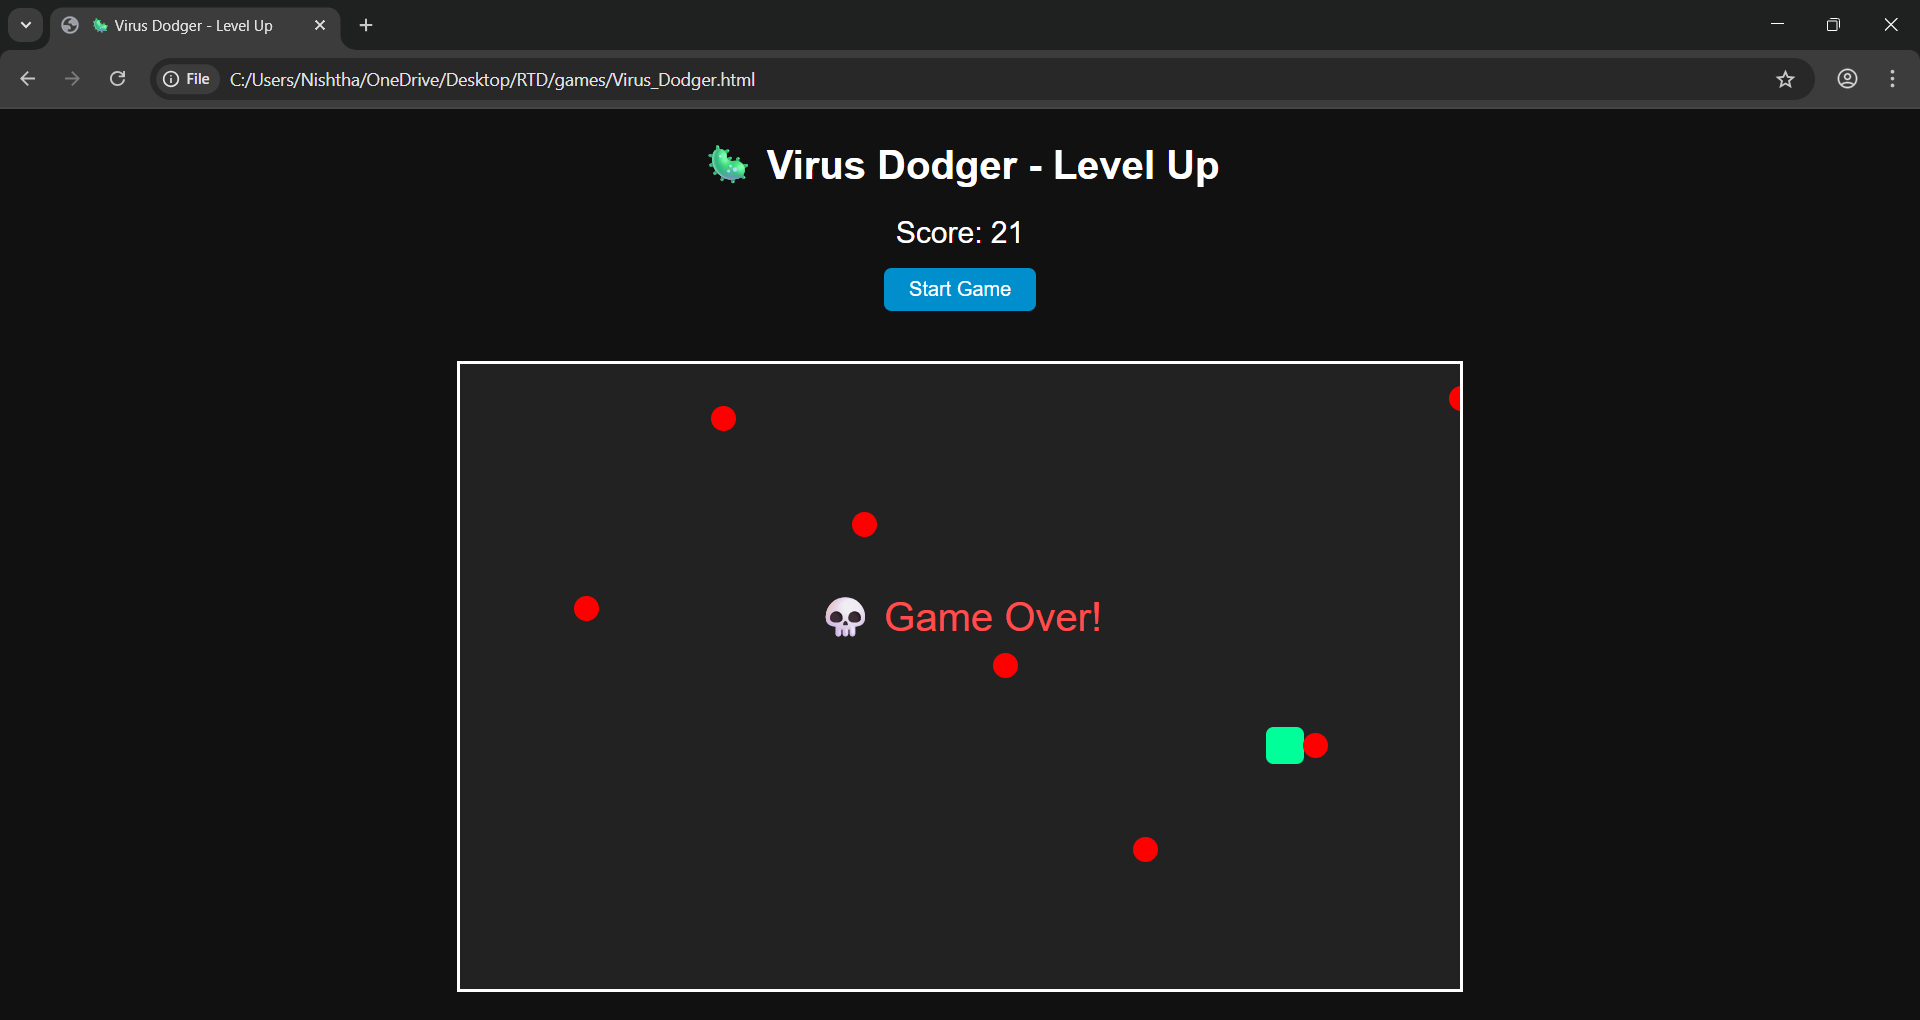 🦠 Virus Dodger - Level Up
File C:/Users/Nishtha/OneDrive/Desktop/RTD/games/Virus_Dodger.html
🦠 Virus Dodger - Level Up
Score: 21
Start Game
💀 Game Over!